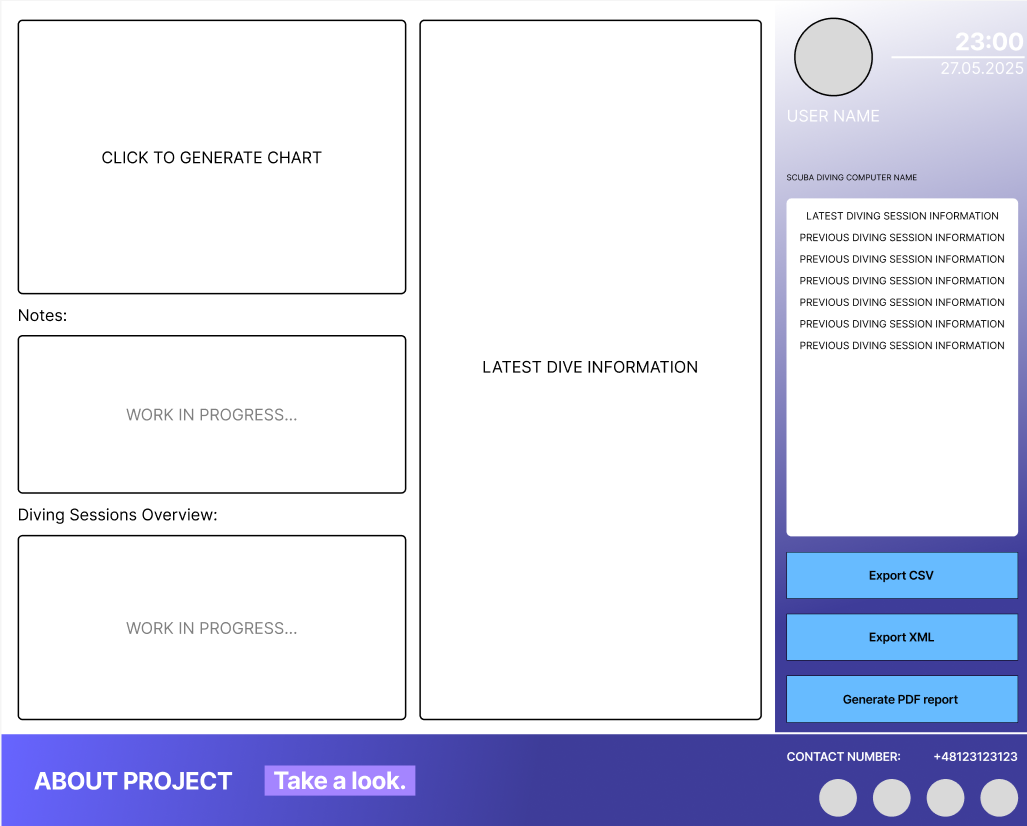 CLICK TO GENERATE CHART
Notes:
WORK IN PROGRESS...
Diving Sessions Overview:
WORK IN PROGRESS...
LATEST DIVE INFORMATION
23:00
27.05.2025
USER NAME
SCUBA DIVING COMPUTER NAME
LATEST DIVING SESSION INFORMATION
PREVIOUS DIVING SESSION INFORMATION
PREVIOUS DIVING SESSION INFORMATION
PREVIOUS DIVING SESSION INFORMATION
PREVIOUS DIVING SESSION INFORMATION
PREVIOUS DIVING SESSION INFORMATION
PREVIOUS DIVING SESSION INFORMATION
Export CSV
Export XML
Generate PDF report
ABOUT PROJECT Take a look.
CONTACT NUMBER: +48123123123